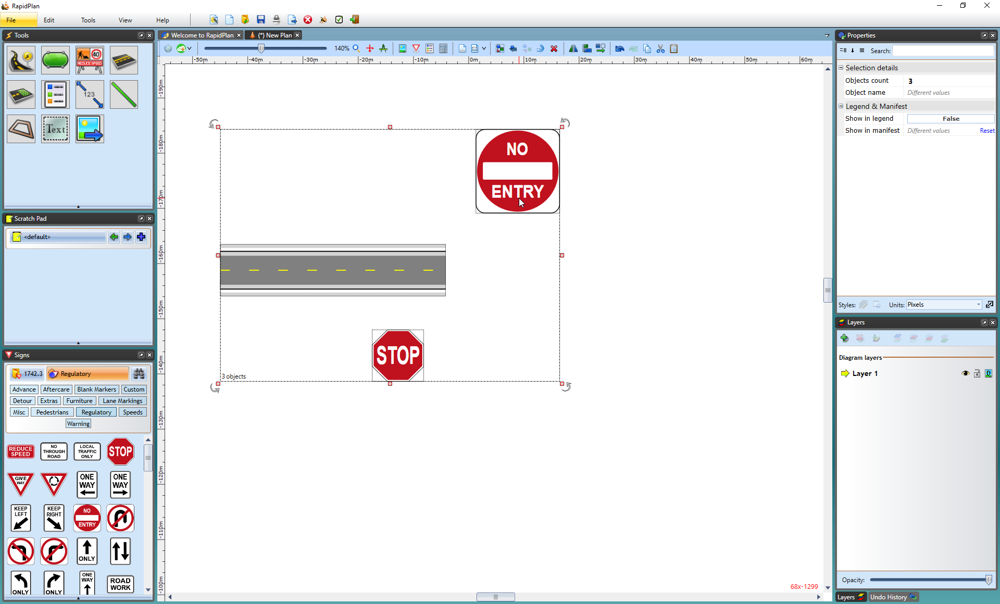 RapidPlan
File Edit Tools View Help
Tools
Welcome to RapidPlan (*) New Plan
Properties
140%
Search:
-50m -40m -30m -20m -10m 0m 10m 20m 30m 40m 50m 60m
40
REDUCE SPEED
123
Text
Selection details
Objects count 3
Object name Different values
Legend & Manifest
Show in legend False
Show in manifest Different values Reset
-190m
-180m
-170m
-160m
-150m
-140m
-130m
-120m
-110m
-100m
NO
ENTRY
STOP
3 objects
68x-1299
Scratch Pad
<default>
Signs
1742.3 Regulatory
Advance Aftercare Blank Markers Custom
Detour Extras Furniture Lane Markings
Misc Pedestrians Regulatory Speeds
Warning
REDUCE
SPEED
NO
THROUGH
ROAD
LOCAL
TRAFFIC
ONLY
STOP
GIVE
WAY
ONE
WAY
ONE
WAY
KEEP
LEFT
KEEP
RIGHT
NO
ENTRY
ONLY
ONLY
ONLY
ONE
WAY
ROAD
WORK
Styles: Units: Pixels
Layers
Diagram layers
Layer 1 D
Opacity:
Layers Undo History